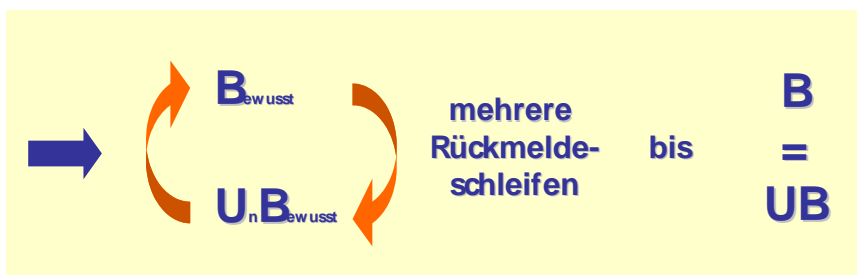 Bewusst
UnBewusst
mehrere
Rückmelde-
schleifen
bis
B
=
UB